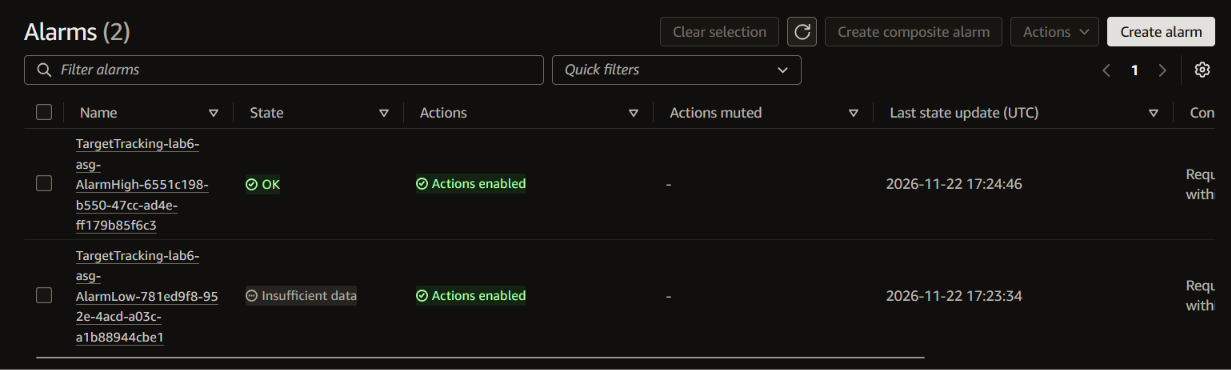 Alarms (2)
Clear selection
Create composite alarm
Actions
Create alarm
Filter alarms
Quick filters
1
Name
State
Actions
Actions muted
Last state update (UTC)
Con
TargetTracking-lab6-
asg-
AlarmHigh-6551c198-
b550-47cc-ad4e-
ff179b85f6c3
OK
Actions enabled
-
2026-11-22 17:24:46
Requ
withi
TargetTracking-lab6-
asg-
AlarmLow-781ed9f8-95
2e-4acd-a03c-
a1b88944cbe1
Insufficient data
Actions enabled
-
2026-11-22 17:23:34
Requ
withi